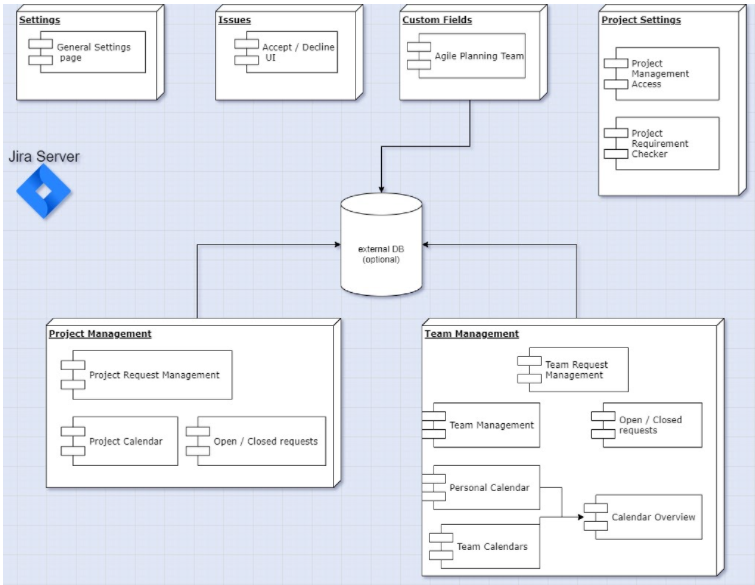 Settings
General Settings
page
Issues
Accept / Decline
UI
Custom Fields
Agile Planning Team
Project Settings
Project
Management
Access
Project
Requirement
Checker
Jira Server
external DB
(optional)
Project Management
Project Request Management
Project Calendar
Open / Closed requests
Team Management
Team Request
Management
Team Management
Open / Closed
requests
Personal Calendar
Calendar Overview
Team Calendars